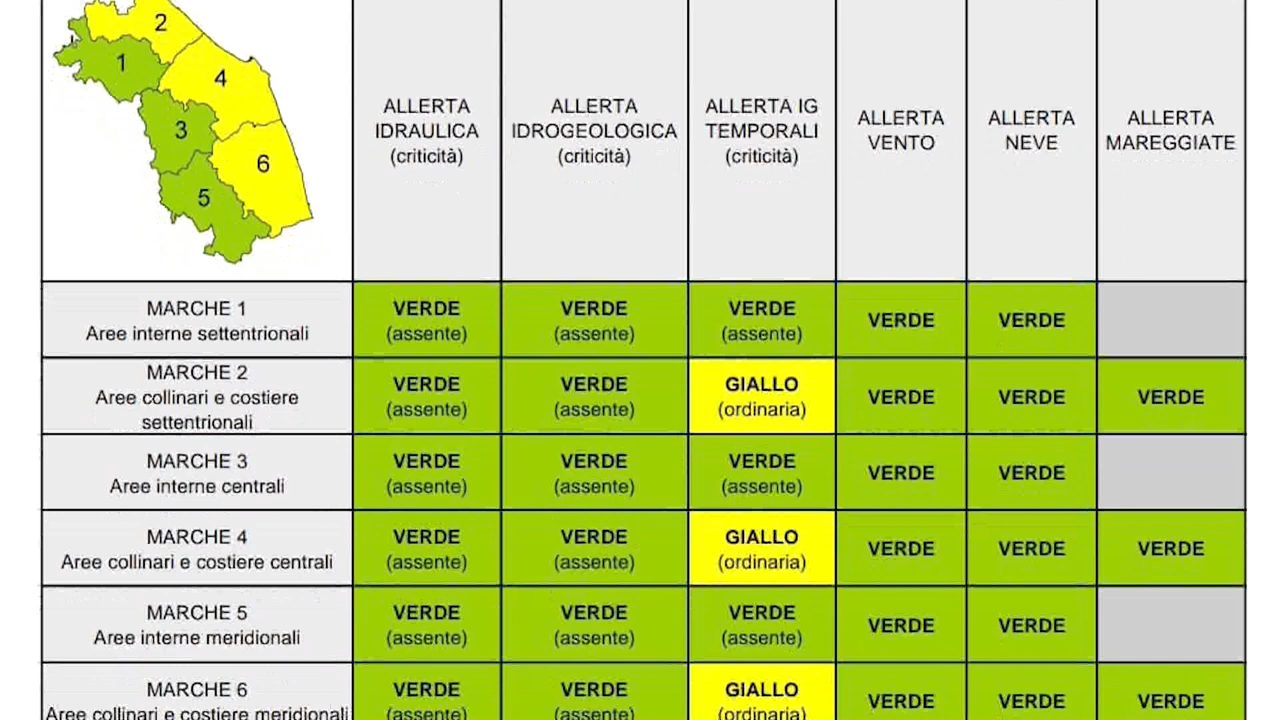 2
1
4
3
6
5
ALLERTA
IDRAULICA
(criticità)
ALLERTA
IDROGEOLOGICA
(criticità)
ALLERTA IG
TEMPORALI
(criticità)
ALLERTA
VENTO
ALLERTA
NEVE
ALLERTA
MAREGGIATE
MARCHE 1
Aree interne settentrionali
VERDE
(assente)
VERDE
(assente)
VERDE
(assente)
VERDE
VERDE
MARCHE 2
Aree collinari e costiere
settentrionali
VERDE
(assente)
VERDE
(assente)
GIALLO
(ordinaria)
VERDE
VERDE
VERDE
MARCHE 3
Aree interne centrali
VERDE
(assente)
VERDE
(assente)
VERDE
(assente)
VERDE
VERDE
MARCHE 4
Aree collinari e costiere centrali
VERDE
(assente)
VERDE
(assente)
GIALLO
(ordinaria)
VERDE
VERDE
VERDE
MARCHE 5
Aree interne meridionali
VERDE
(assente)
VERDE
(assente)
VERDE
(assente)
VERDE
VERDE
MARCHE 6
Aree collinari e costiere meridionali
VERDE
(assente)
VERDE
(assente)
GIALLO
(ordinaria)
VERDE
VERDE
VERDE